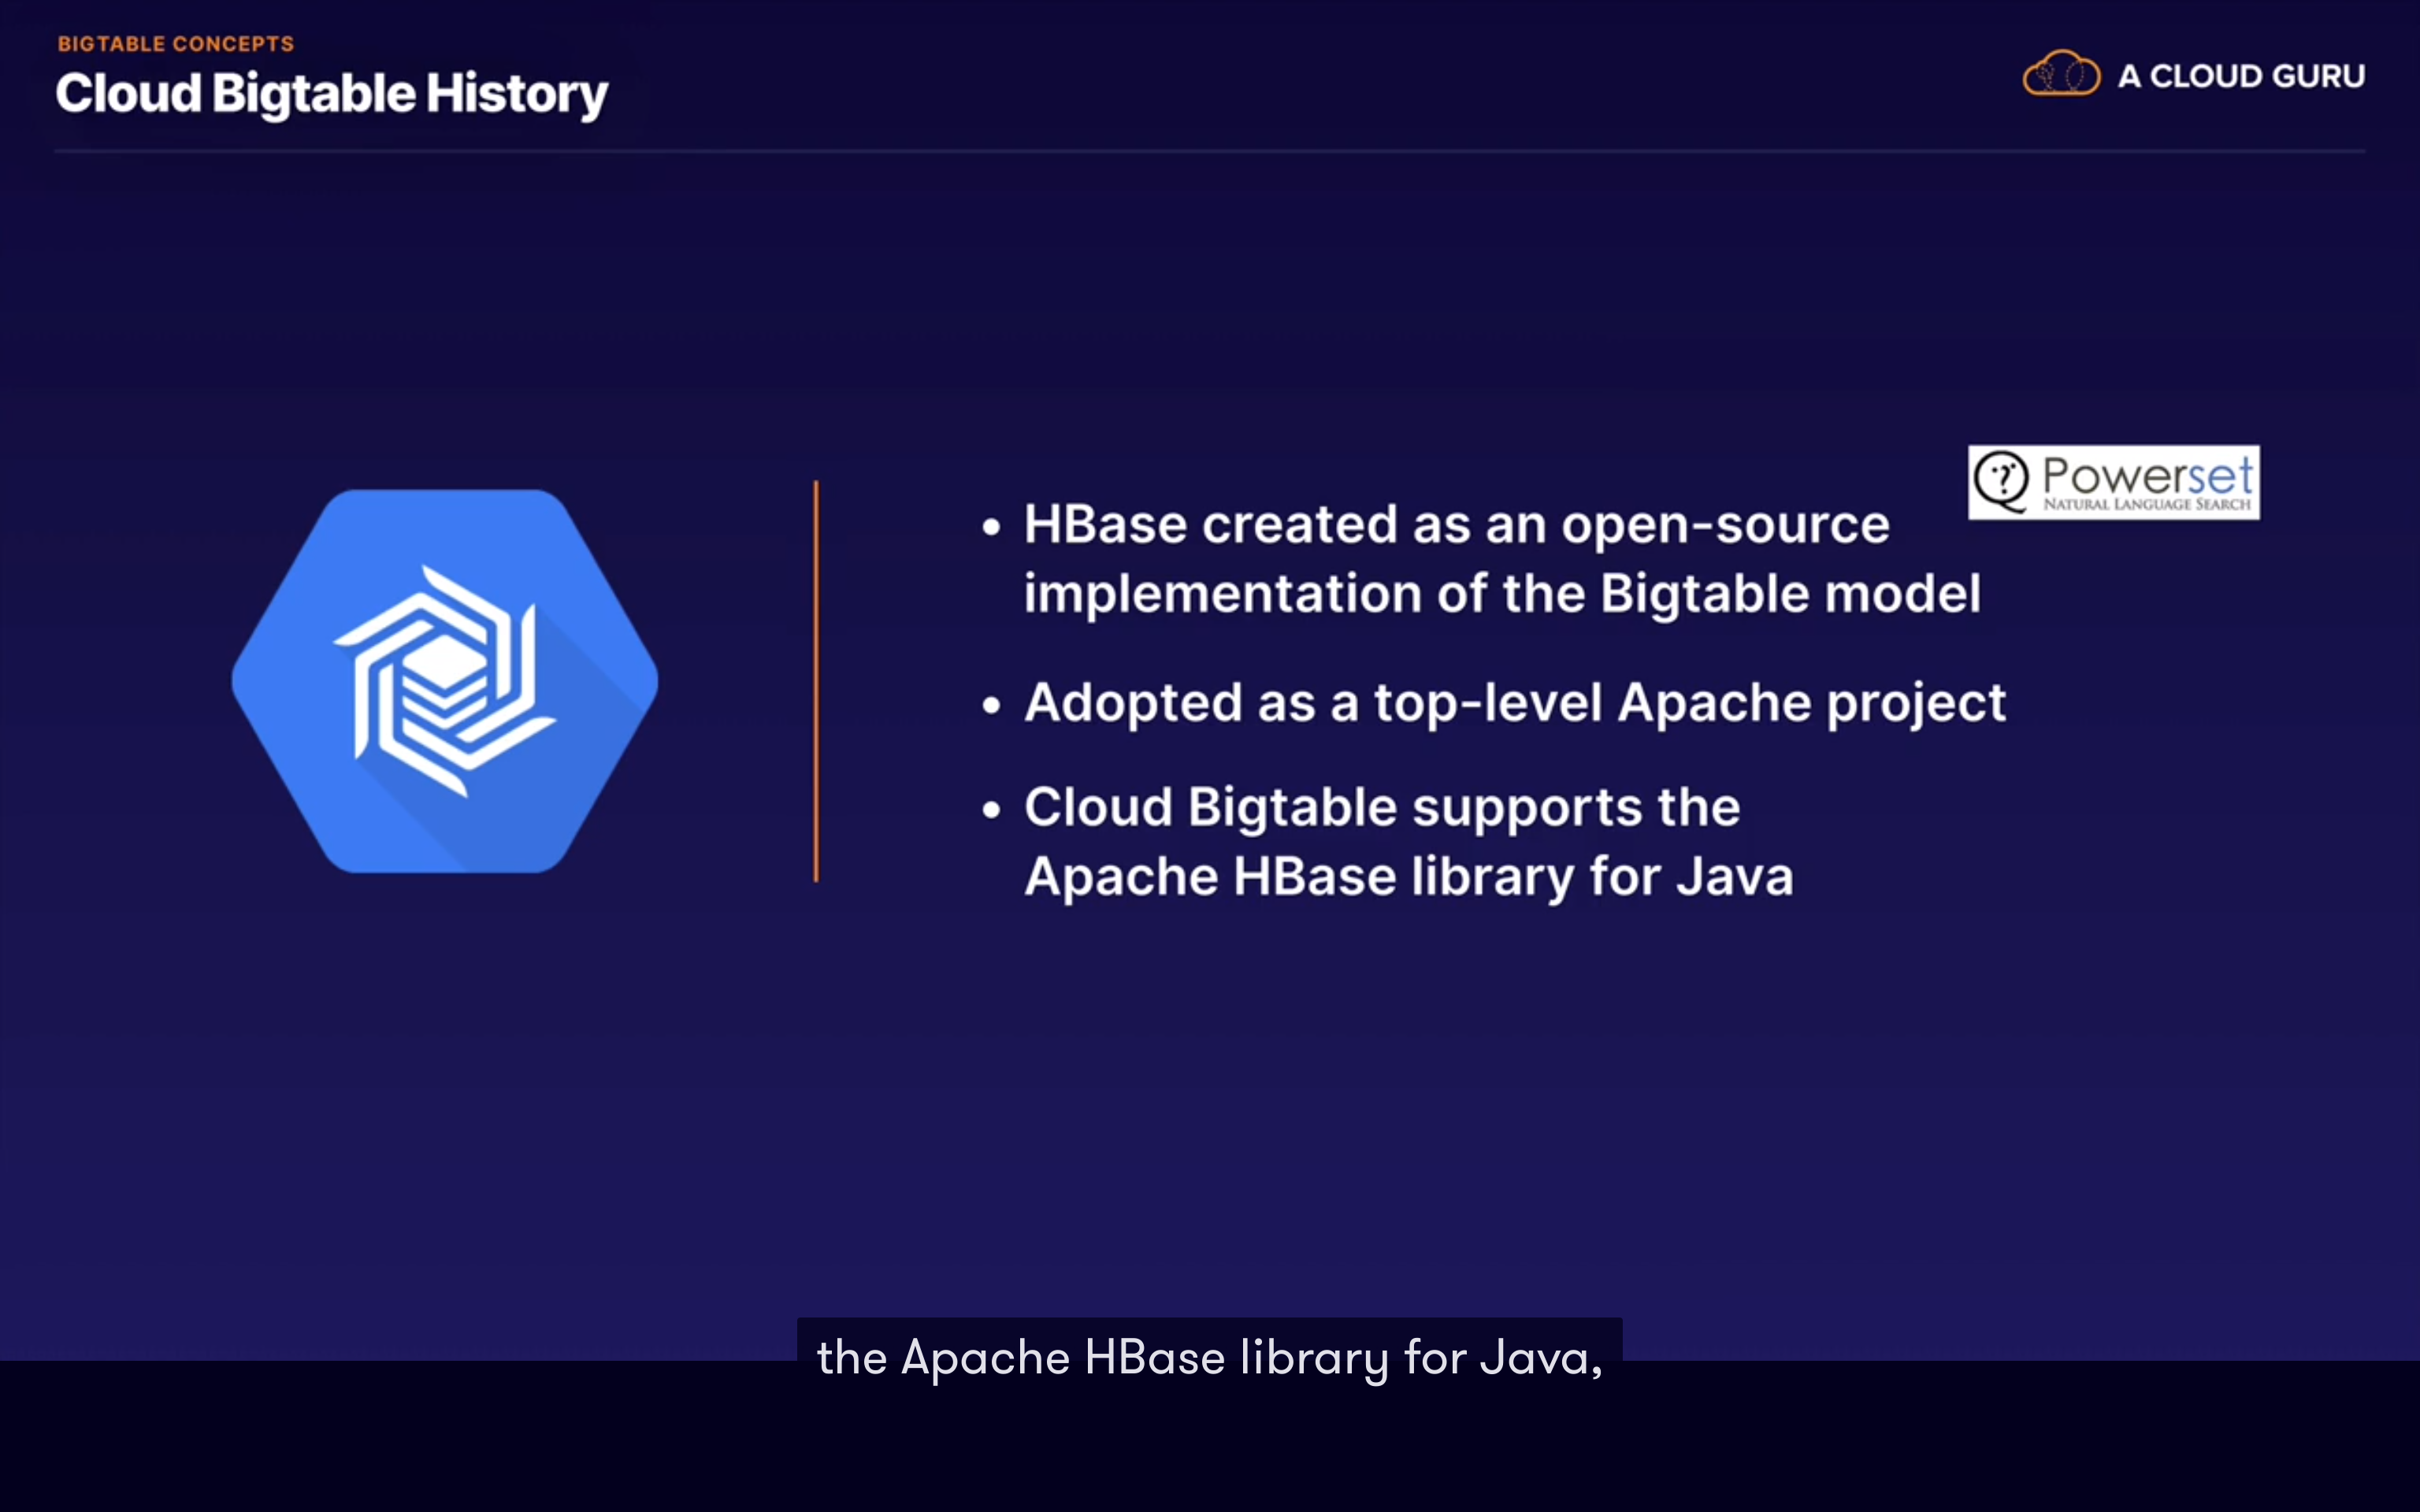 BIGTABLE CONCEPTS
Cloud Bigtable History
A CLOUD GURU
Powerset
NATURAL LANGUAGE SEARCH
• HBase created as an open-source
implementation of the Bigtable model
• Adopted as a top-level Apache project
• Cloud Bigtable supports the
Apache HBase library for Java
the Apache HBase library for Java,